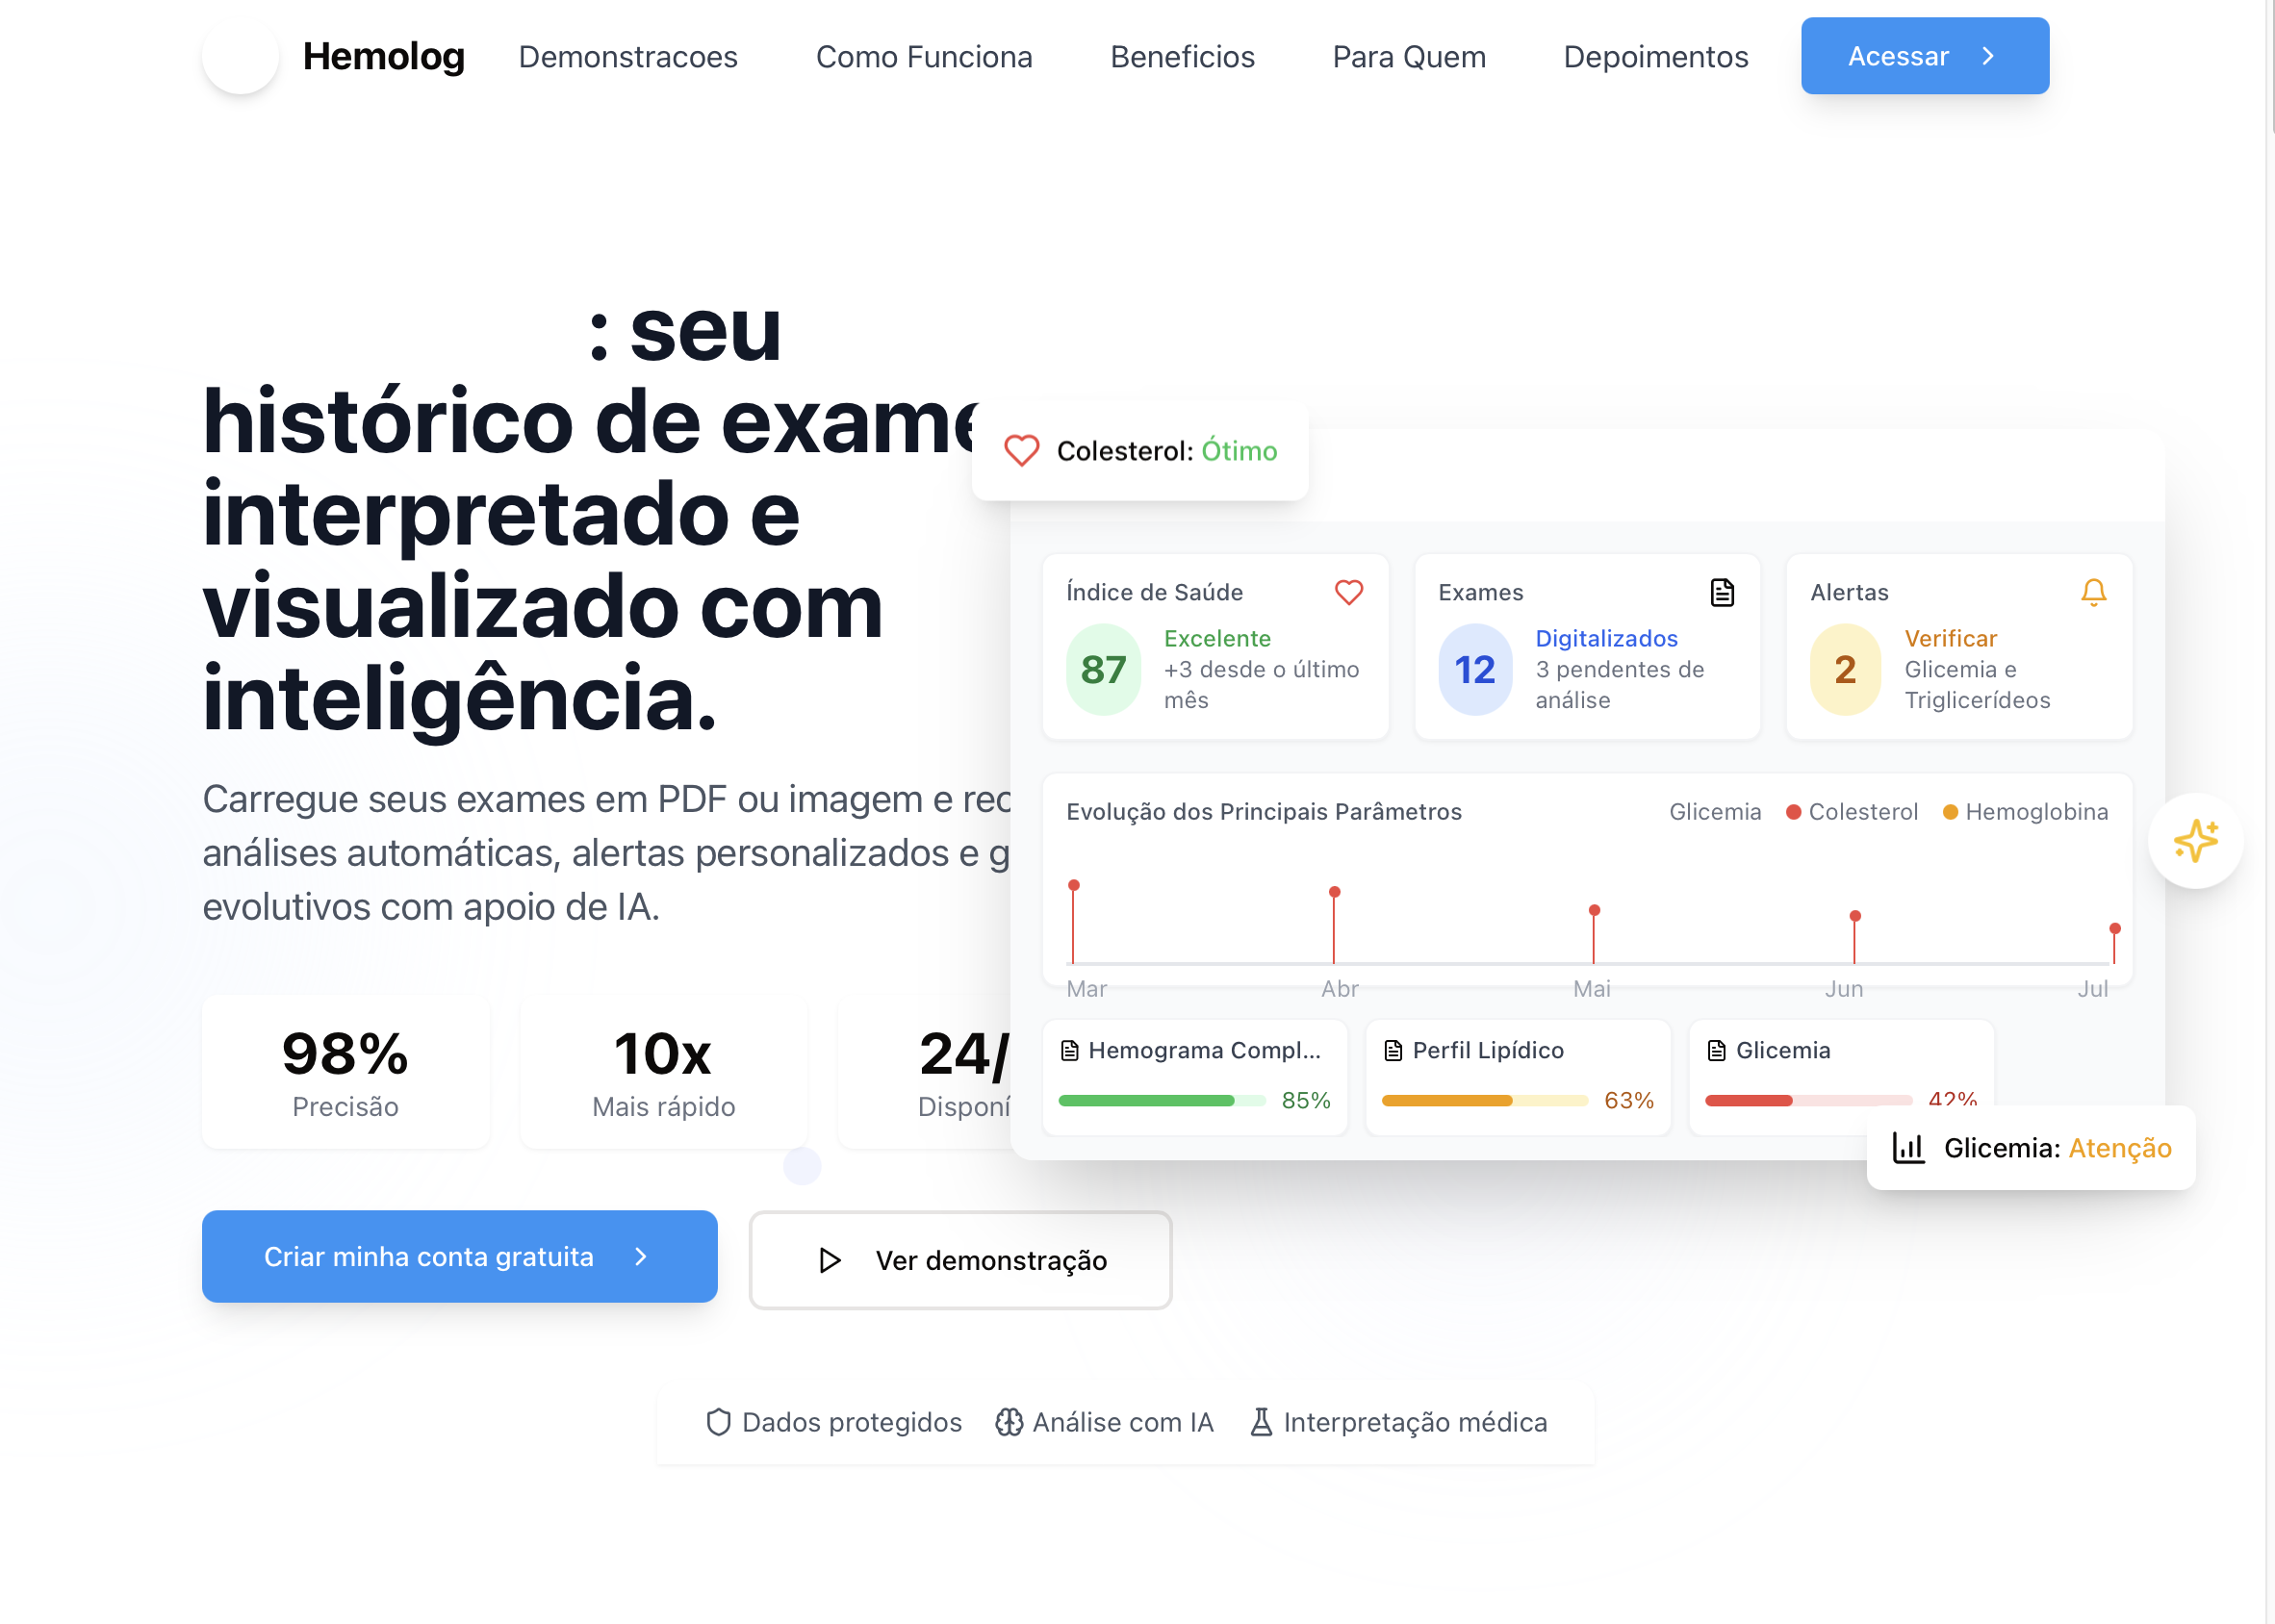 Hemolog
Demonstracoes
Como Funciona
Beneficios
Para Quem
Depoimentos
Acessar
: seu
histórico de exame
interpretado e
visualizado com
inteligência.
Carregue seus exames em PDF ou imagem e rec
análises automáticas, alertas personalizados e g
evolutivos com apoio de IA.
98%
Precisão
10x
Mais rápido
24/
Disponí
Criar minha conta gratuita
Ver demonstração
Colesterol: Ótimo
Índice de Saúde
87
Excelente
+3 desde o último
mês
Exames
12
Digitalizados
3 pendentes de
análise
Alertas
2
Verificar
Glicemia e
Triglicerídeos
Evolução dos Principais Parâmetros
Glicemia
Colesterol
Hemoglobina
Mar
Abr
Mai
Jun
Jul
Hemograma Compl...
85%
Perfil Lipídico
63%
Glicemia
42%
Glicemia: Atenção
Dados protegidos
Análise com IA
Interpretação médica